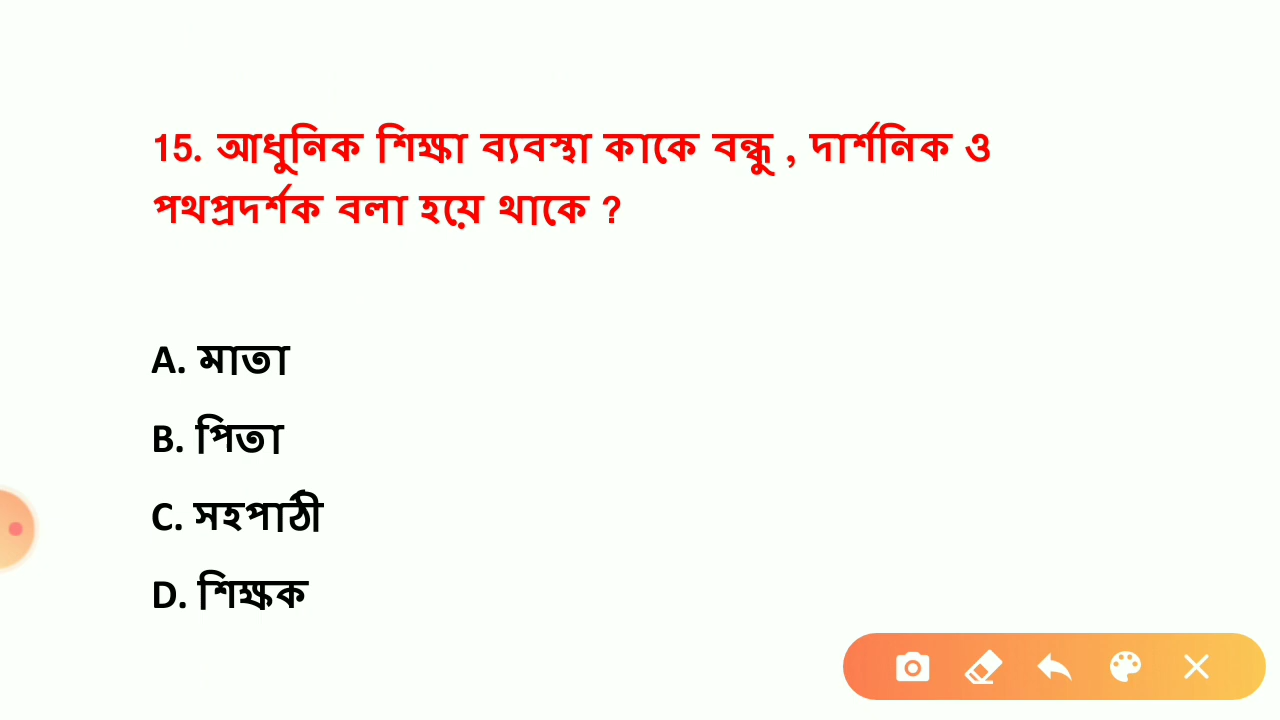 15. আধুনিক শিক্ষা ব্যবস্থা কাকে বন্ধু , দার্শনিক ও
পথপ্রদর্শক বলা হয়ে থাকে ?
A. মাতা
B. পিতা
C. সহপাঠী
D. শিক্ষক